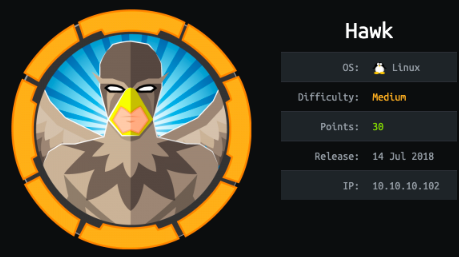 Hawk
OS: Linux
Difficulty: Medium
Points: 30
Release: 14 Jul 2018
IP: 10.10.10.102